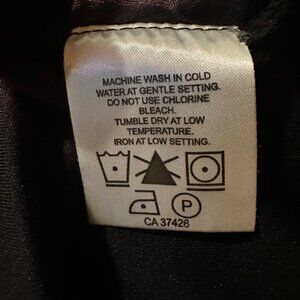 MACHINE WASH IN COLD
WATER AT GENTLE SETTING.
DO NOT USE CHLORINE
BLEACH.
TUMBLE DRY AT LOW
TEMPERATURE.
IRON AT LOW SETTING.
P
CA 37426